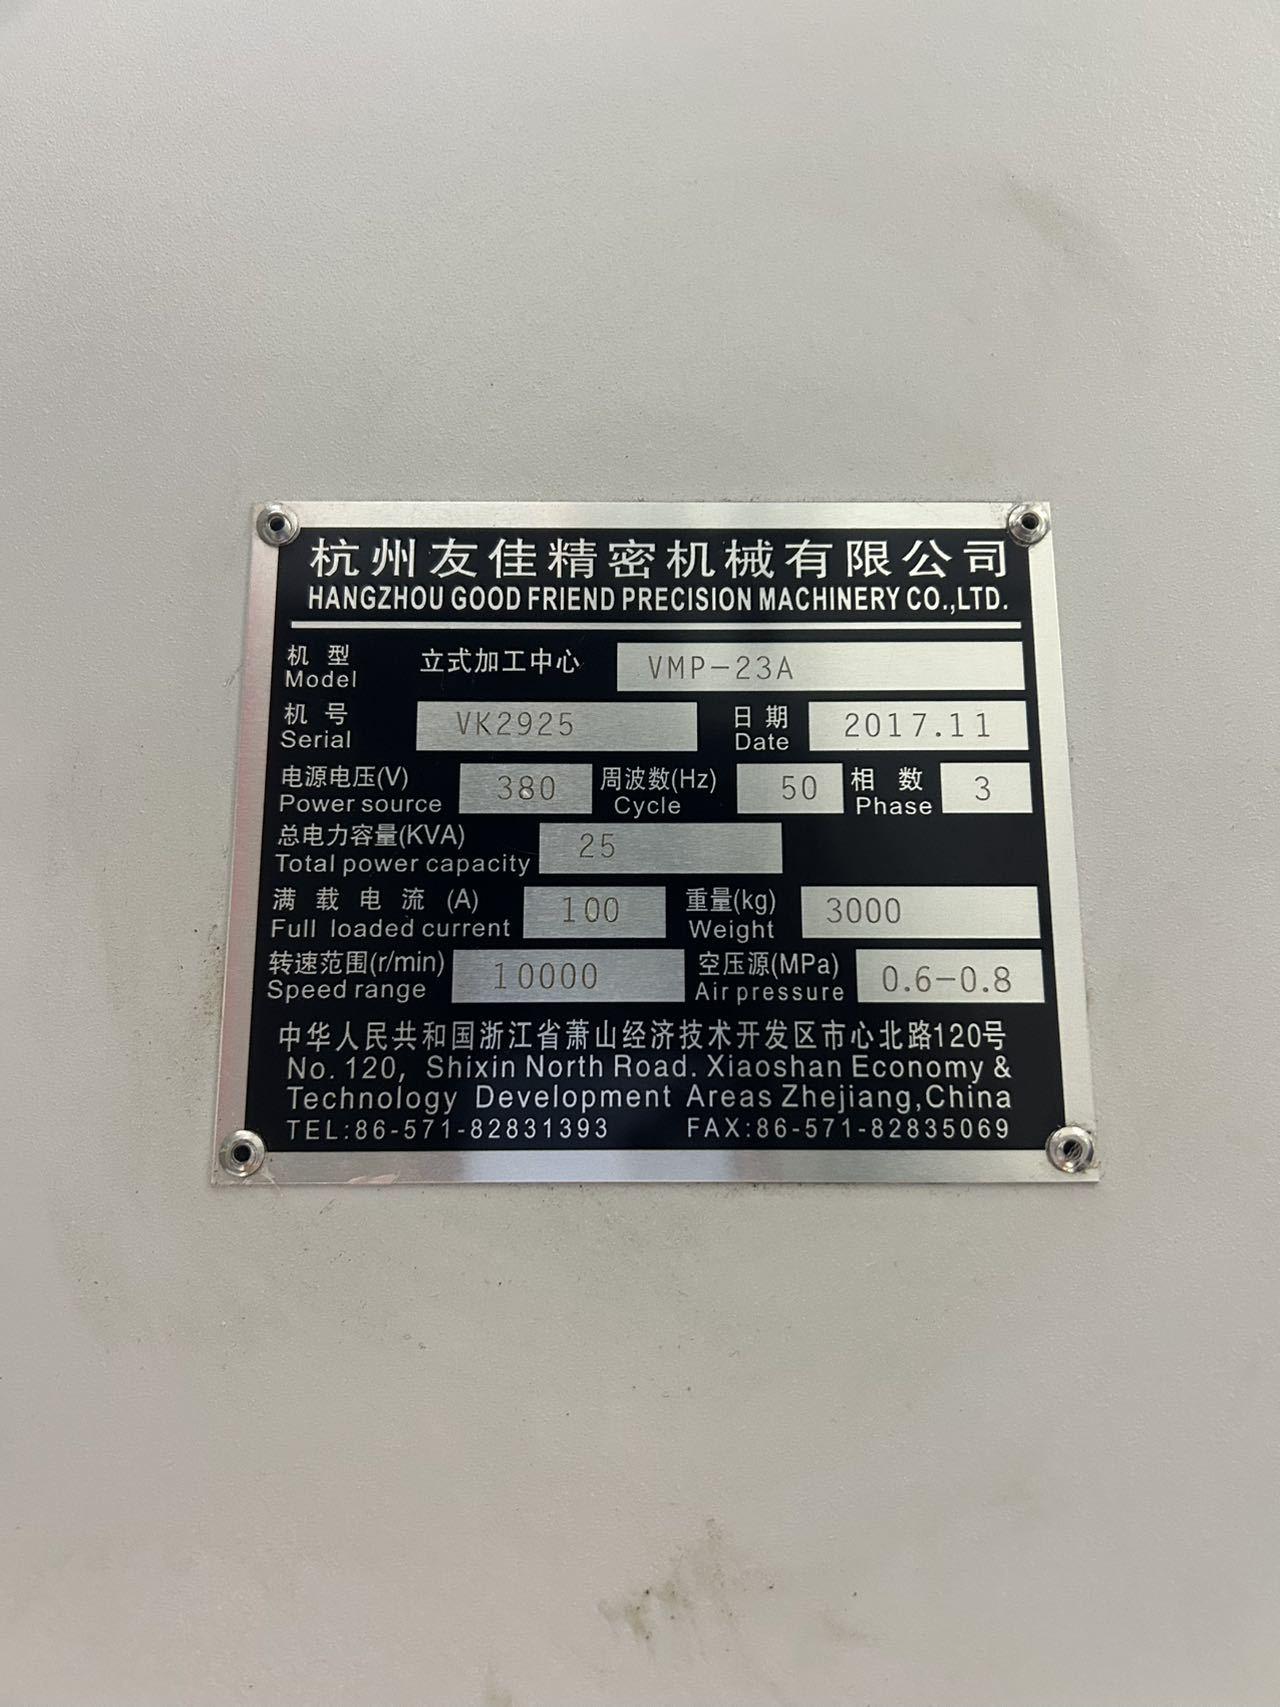 杭州友佳精密机械有限公司
HANGZHOU GOOD FRIEND PRECISION MACHINERY CO.,LTD.
机 型 立式加工中心 VMP-23A
Model
机 号 VK2925 日 期 2017.11
Serial Date
电源电压(V) 380 周波数(Hz) 50 相 数 3
Power source Cycle Phase
总电力容量(KVA) 25
Total power capacity
满 载 电 流 (A) 100 重量(kg) 3000
Full loaded current Weight
转速范围(r/min) 10000 空压源(MPa) 0.6-0.8
Speed range Air pressure
中华人民共和国浙江省萧山经济技术开发区市心北路120号
No.120, Shixin North Road. Xiaoshan Economy &
Technology Development Areas Zhejiang,China
TEL:86-571-82831393 FAX:86-571-82835069